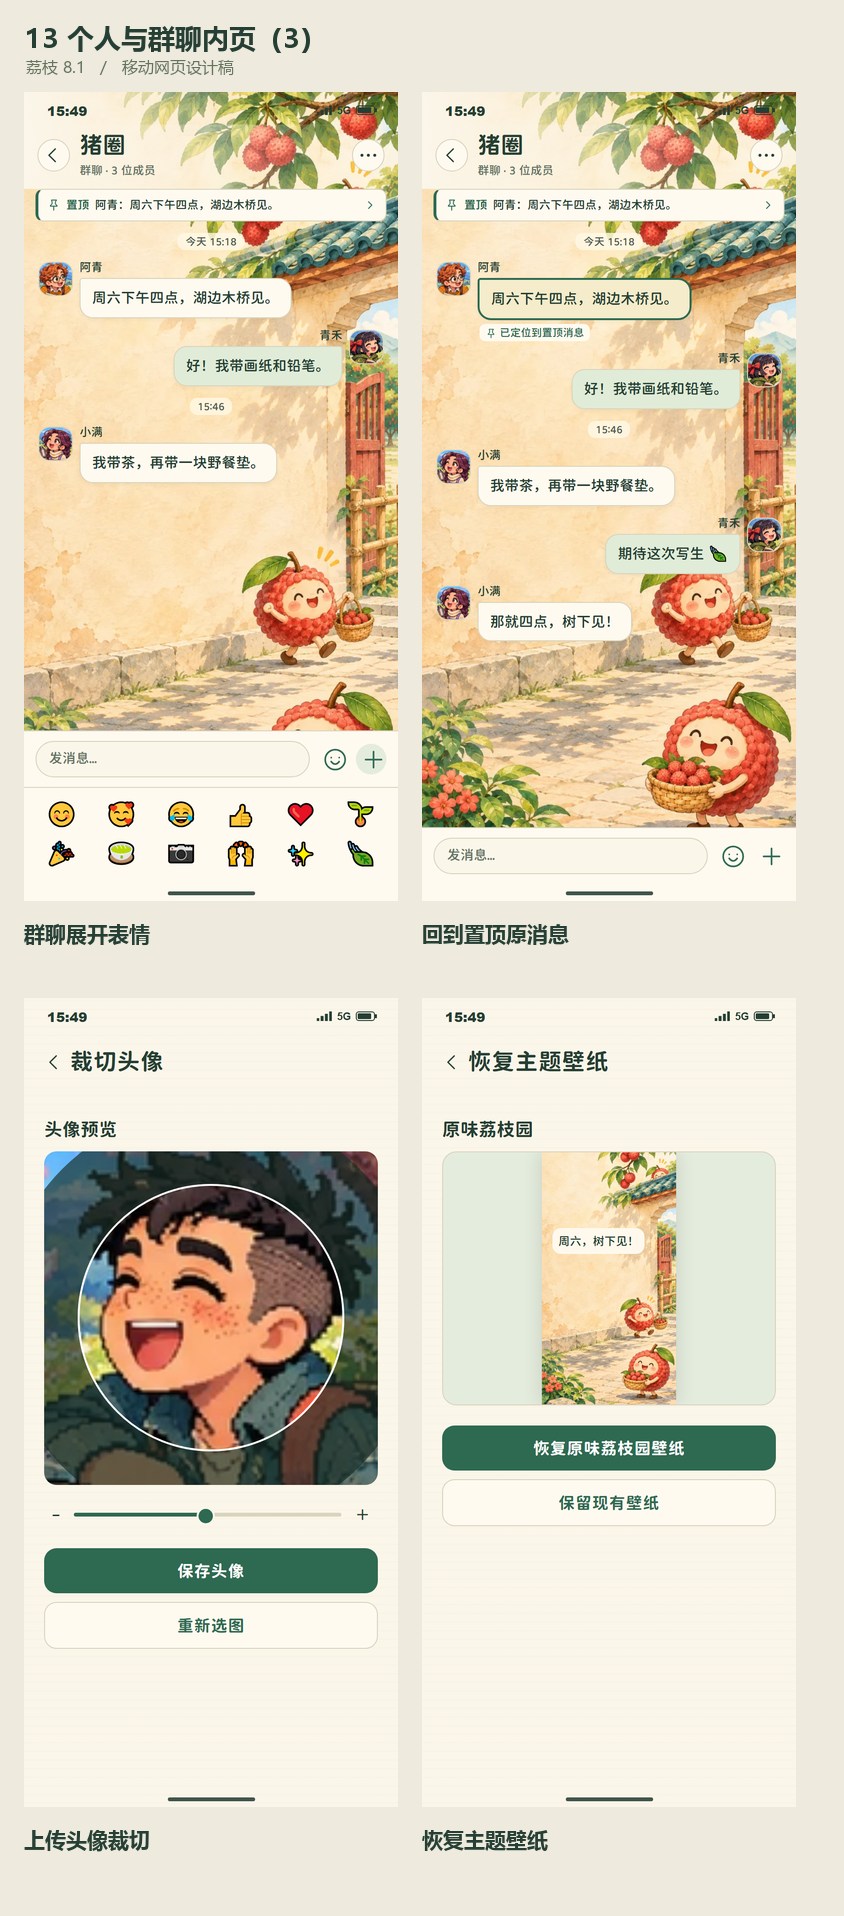 13 个人与群聊内页（3）
荔枝 8.1 / 移动网页设计稿
15:49
5G
猪圈
群聊 · 3 位成员
置顶 阿青：周六下午四点，湖边木桥见。
今天 15:18
阿青
周六下午四点，湖边木桥见。
青禾
好！我带画纸和铅笔。
15:46
小满
我带茶，再带一块野餐垫。
发消息...
群聊展开表情
15:49
5G
猪圈
群聊 · 3 位成员
置顶 阿青：周六下午四点，湖边木桥见。
今天 15:18
阿青
周六下午四点，湖边木桥见。
已定位到置顶消息
青禾
好！我带画纸和铅笔。
15:46
小满
我带茶，再带一块野餐垫。
青禾
期待这次写生
小满
那就四点，树下见！
发消息...
回到置顶原消息
15:49
5G
裁切头像
头像预览
- +
保存头像
重新选图
上传头像裁切
15:49
5G
恢复主题壁纸
原味荔枝园
周六，树下见！
恢复原味荔枝园壁纸
保留现有壁纸
恢复主题壁纸